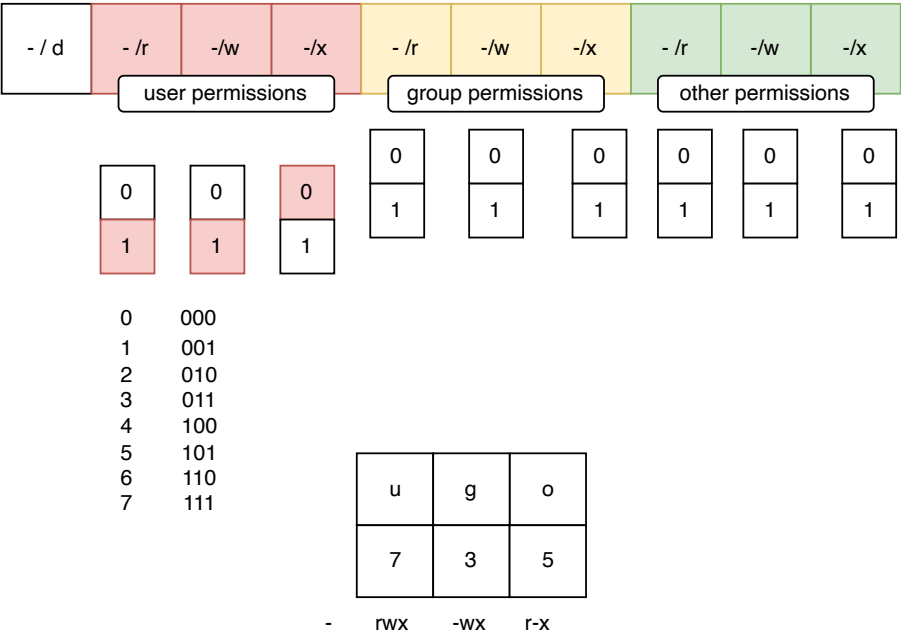 - / d - /r -/w -/x - /r -/w -/x - /r -/w -/x
user permissions group permissions other permissions
0 0 0 0 0 0
1 1 1 1 1 1
0 0 0
1 1 1
0 000
1 001
2 010
3 011
4 100
5 101
6 110
7 111
u g o
7 3 5
- rwx -wx r-x